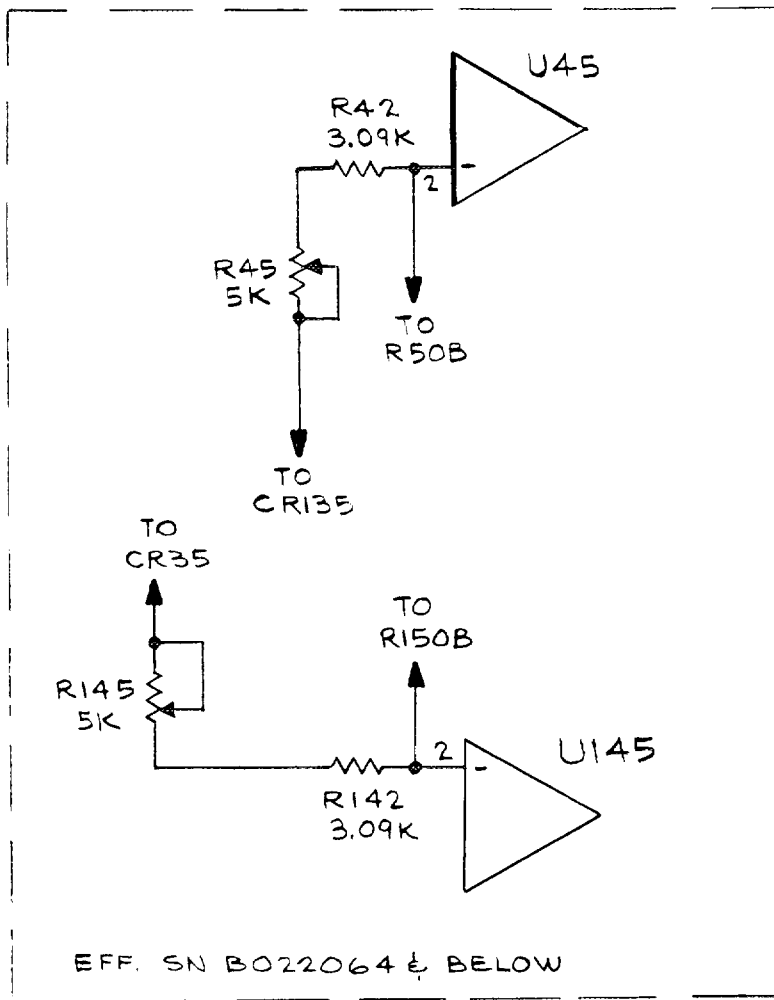 U45
R42
3.09K
-
2
R45
5K
TO
R50B
TO
CR135
TO
CR35
TO
R150B
R145
5K
2
-
U145
R142
3.09K
EFF. SN B022064 & BELOW